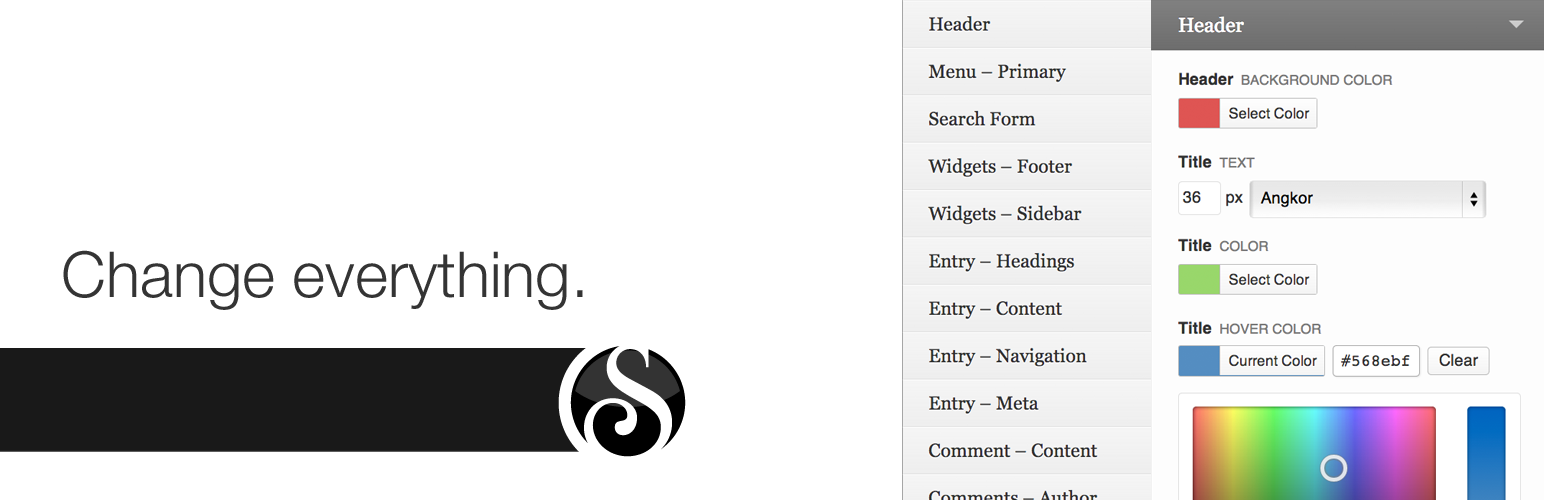 Change everything.
S
Header
Menu – Primary
Search Form
Widgets – Footer
Widgets – Sidebar
Entry – Headings
Entry – Content
Entry – Navigation
Entry – Meta
Comment – Content
Comments – Author
Header
Header BACKGROUND COLOR
Select Color
Title TEXT
36 px Angkor
Title COLOR
Select Color
Title HOVER COLOR
Current Color #568ebf Clear